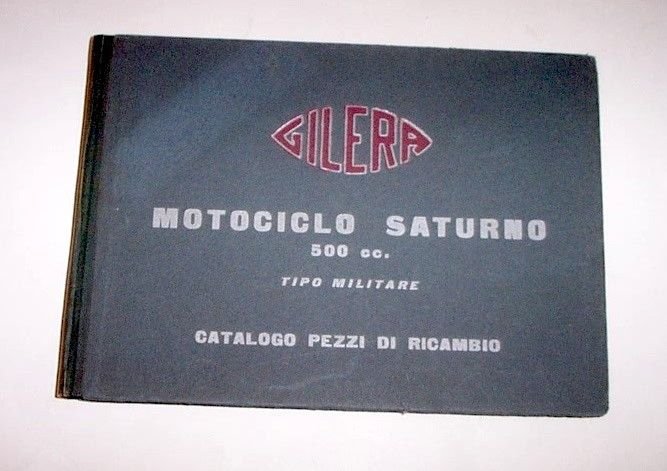 GILERA
MOTOCICLO SATURNO
500 cc.
TIPO MILITARE
CATALOGO PEZZI DI RICAMBIO